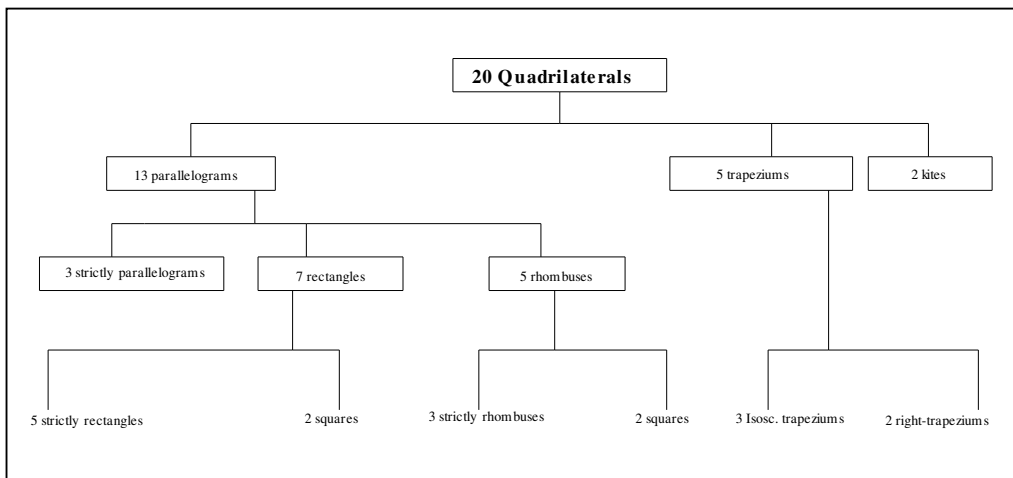 20 Quadrilaterals
13 parallelograms
5 trapeziums
2 kites
3 strictly parallelograms
7 rectangles
5 rhombuses
5 strictly rectangles
2 squares
3 strictly rhombuses
2 squares
3 Isosc. trapeziums
2 right-trapeziums